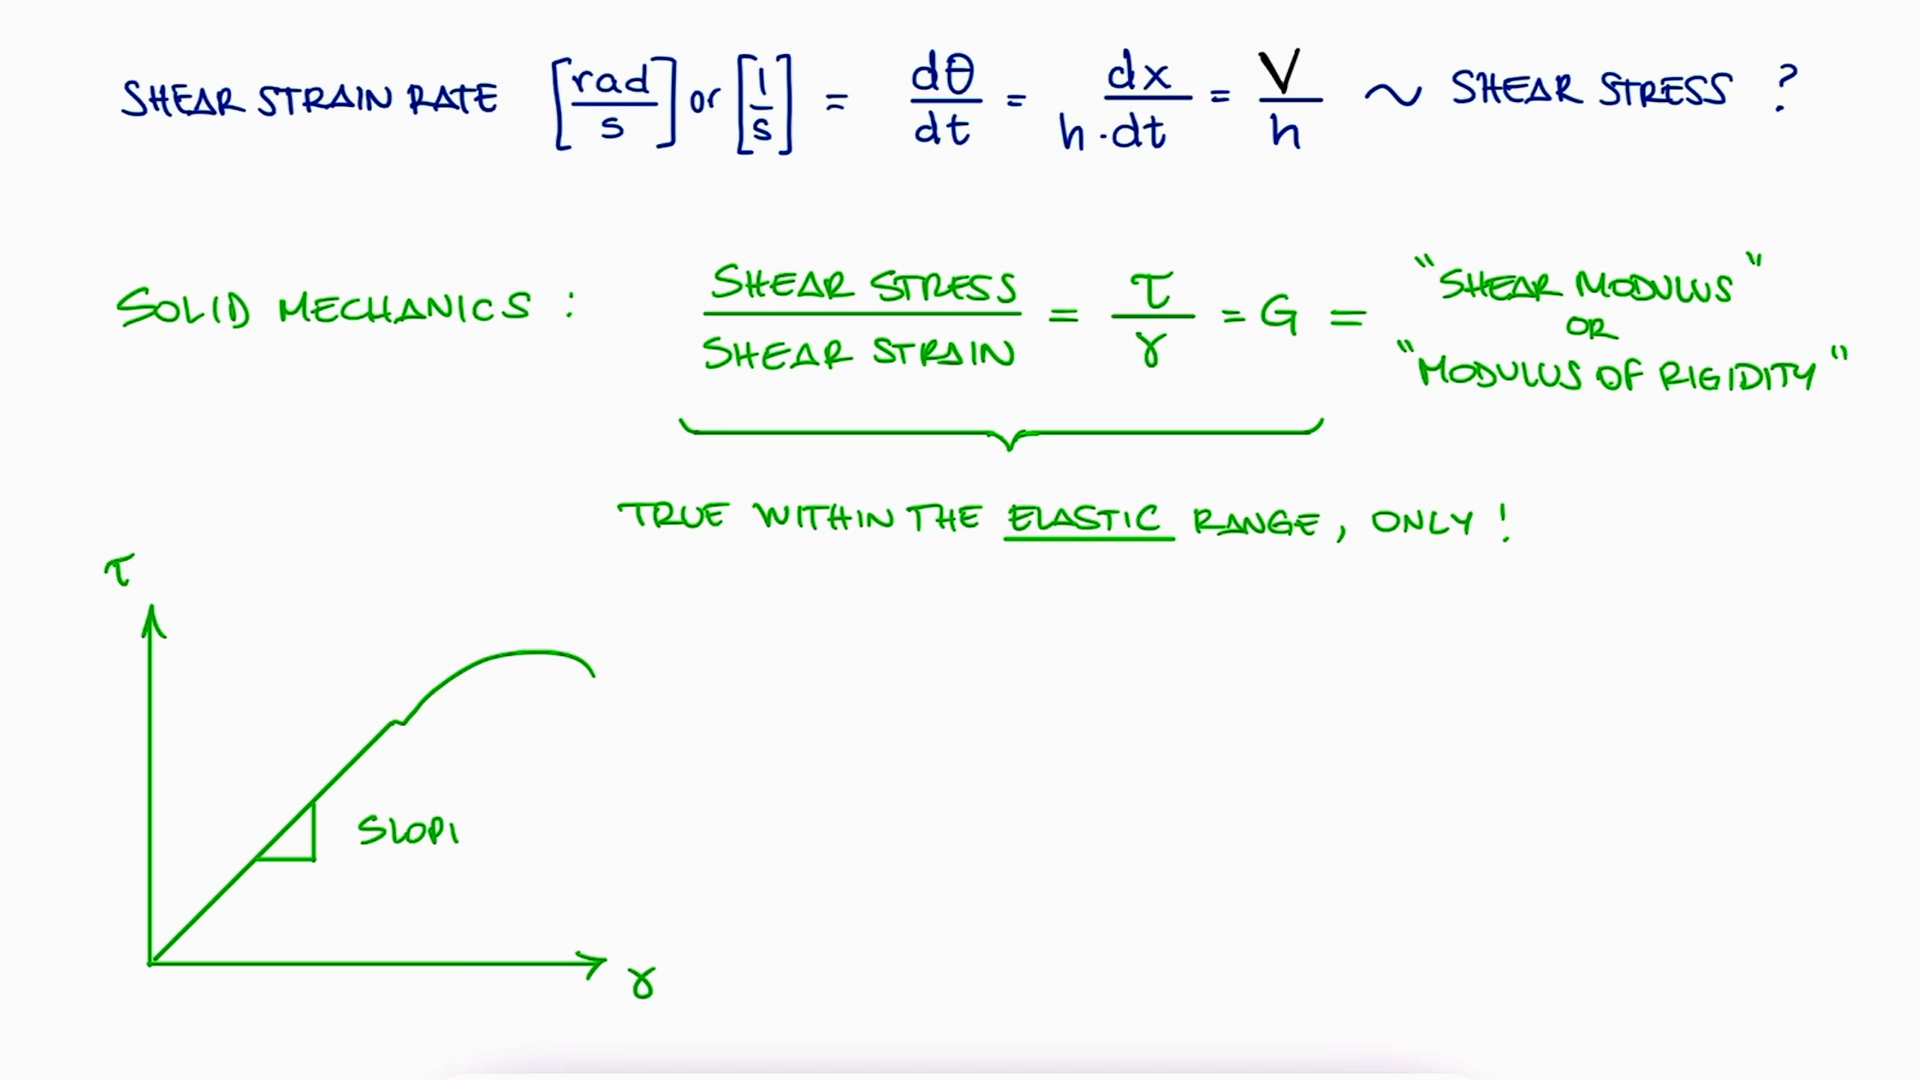 SHEAR STRAIN RATE [rad/s] or [1/s] = dθ/dt = dx/h·dt = V/h ~ SHEAR STRESS ?
SOLID MECHANICS : SHEAR STRESS/SHEAR STRAIN = τ/γ = G = "SHEAR MODULUS"
OR
"MODULUS OF RIGIDITY"
TRUE WITHIN THE ELASTIC RANGE, ONLY !
τ
SLOPI
γ